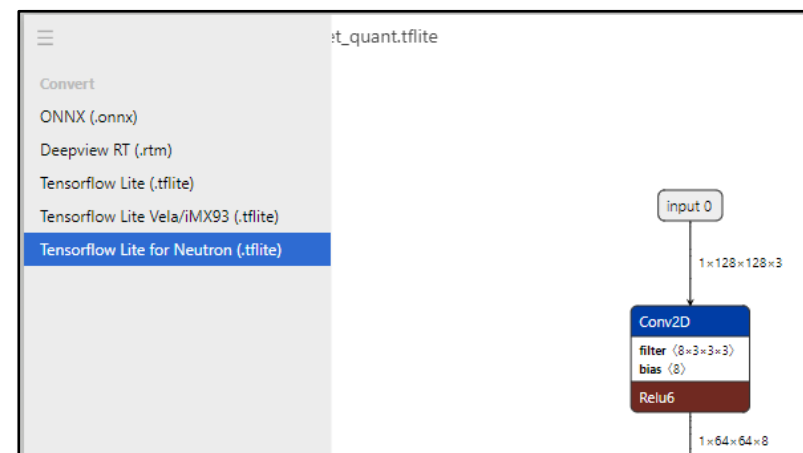 et_quant.tflite
Convert
ONNX (.onnx)
Deepview RT (.rtm)
Tensorflow Lite (.tflite)
Tensorflow Lite Vela/iMX93 (.tflite)
Tensorflow Lite for Neutron (.tflite)
input 0
1×128×128×3
Conv2D
filter ⟨8×3×3×3⟩
bias ⟨8⟩
Relu6
1×64×64×8